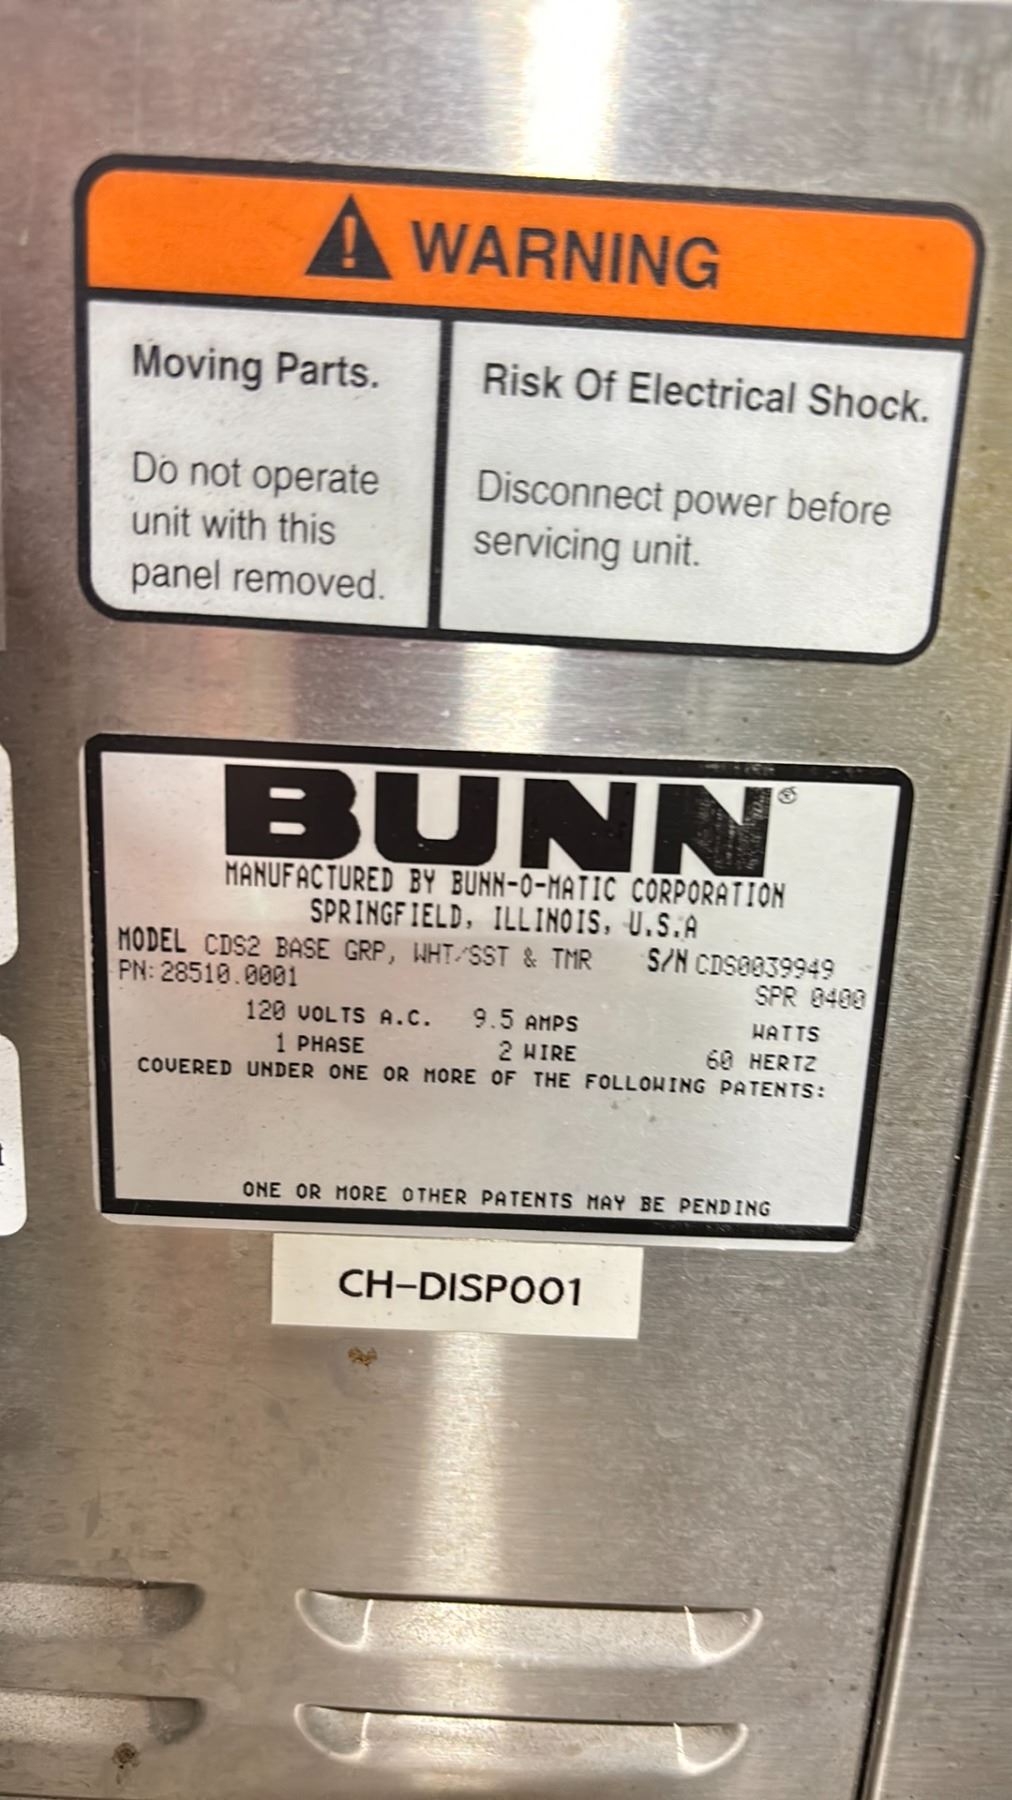 WARNING
Moving Parts.
Do not operate
unit with this
panel removed.
Risk Of Electrical Shock.
Disconnect power before
servicing unit.
BUNN®
MANUFACTURED BY BUNN-O-MATIC CORPORATION
SPRINGFIELD, ILLINOIS, U.S.A
MODEL CDS2 BASE GRP, WHT/SST & TMR S/N CDS0039949
PN: 28510.0001 SPR 0400
120 VOLTS A.C. 9.5 AMPS WATTS
1 PHASE 2 WIRE 60 HERTZ
COVERED UNDER ONE OR MORE OF THE FOLLOWING PATENTS:
ONE OR MORE OTHER PATENTS MAY BE PENDING
CH-DISP001